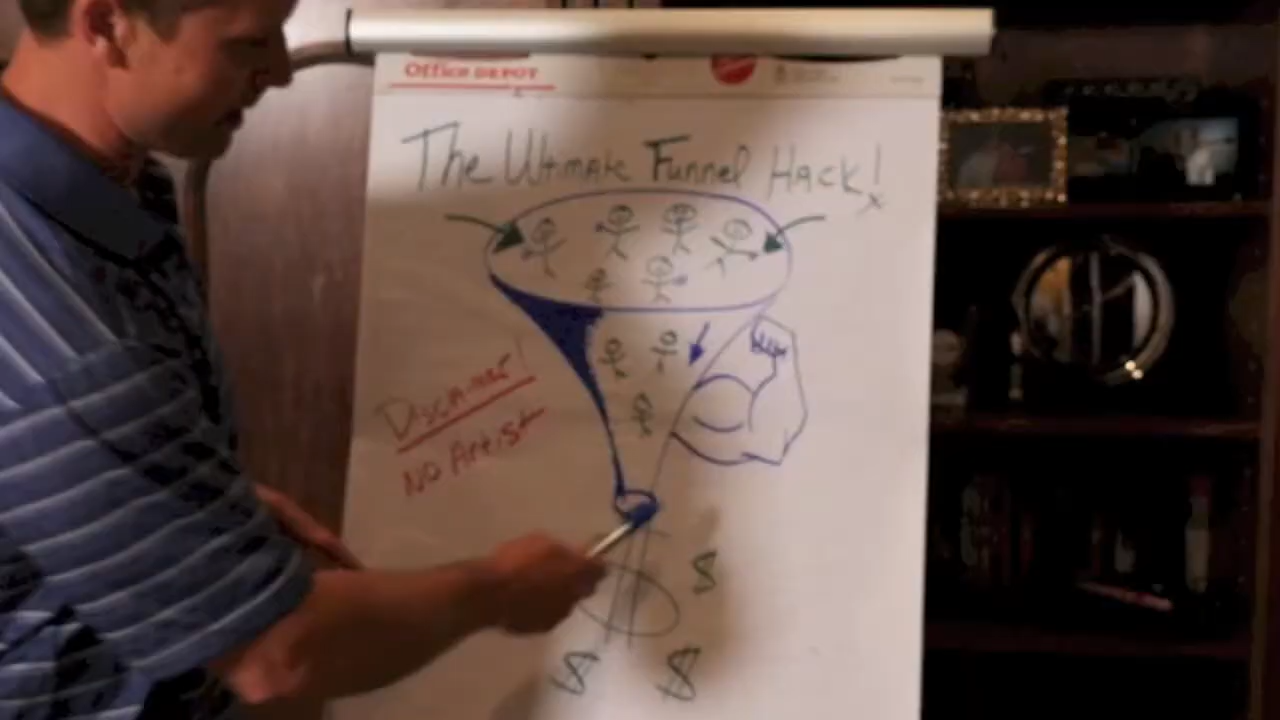 Office DEPOT
The Ultimate Funnel Hack!
Disclaimer!
No Artist
$
$ $